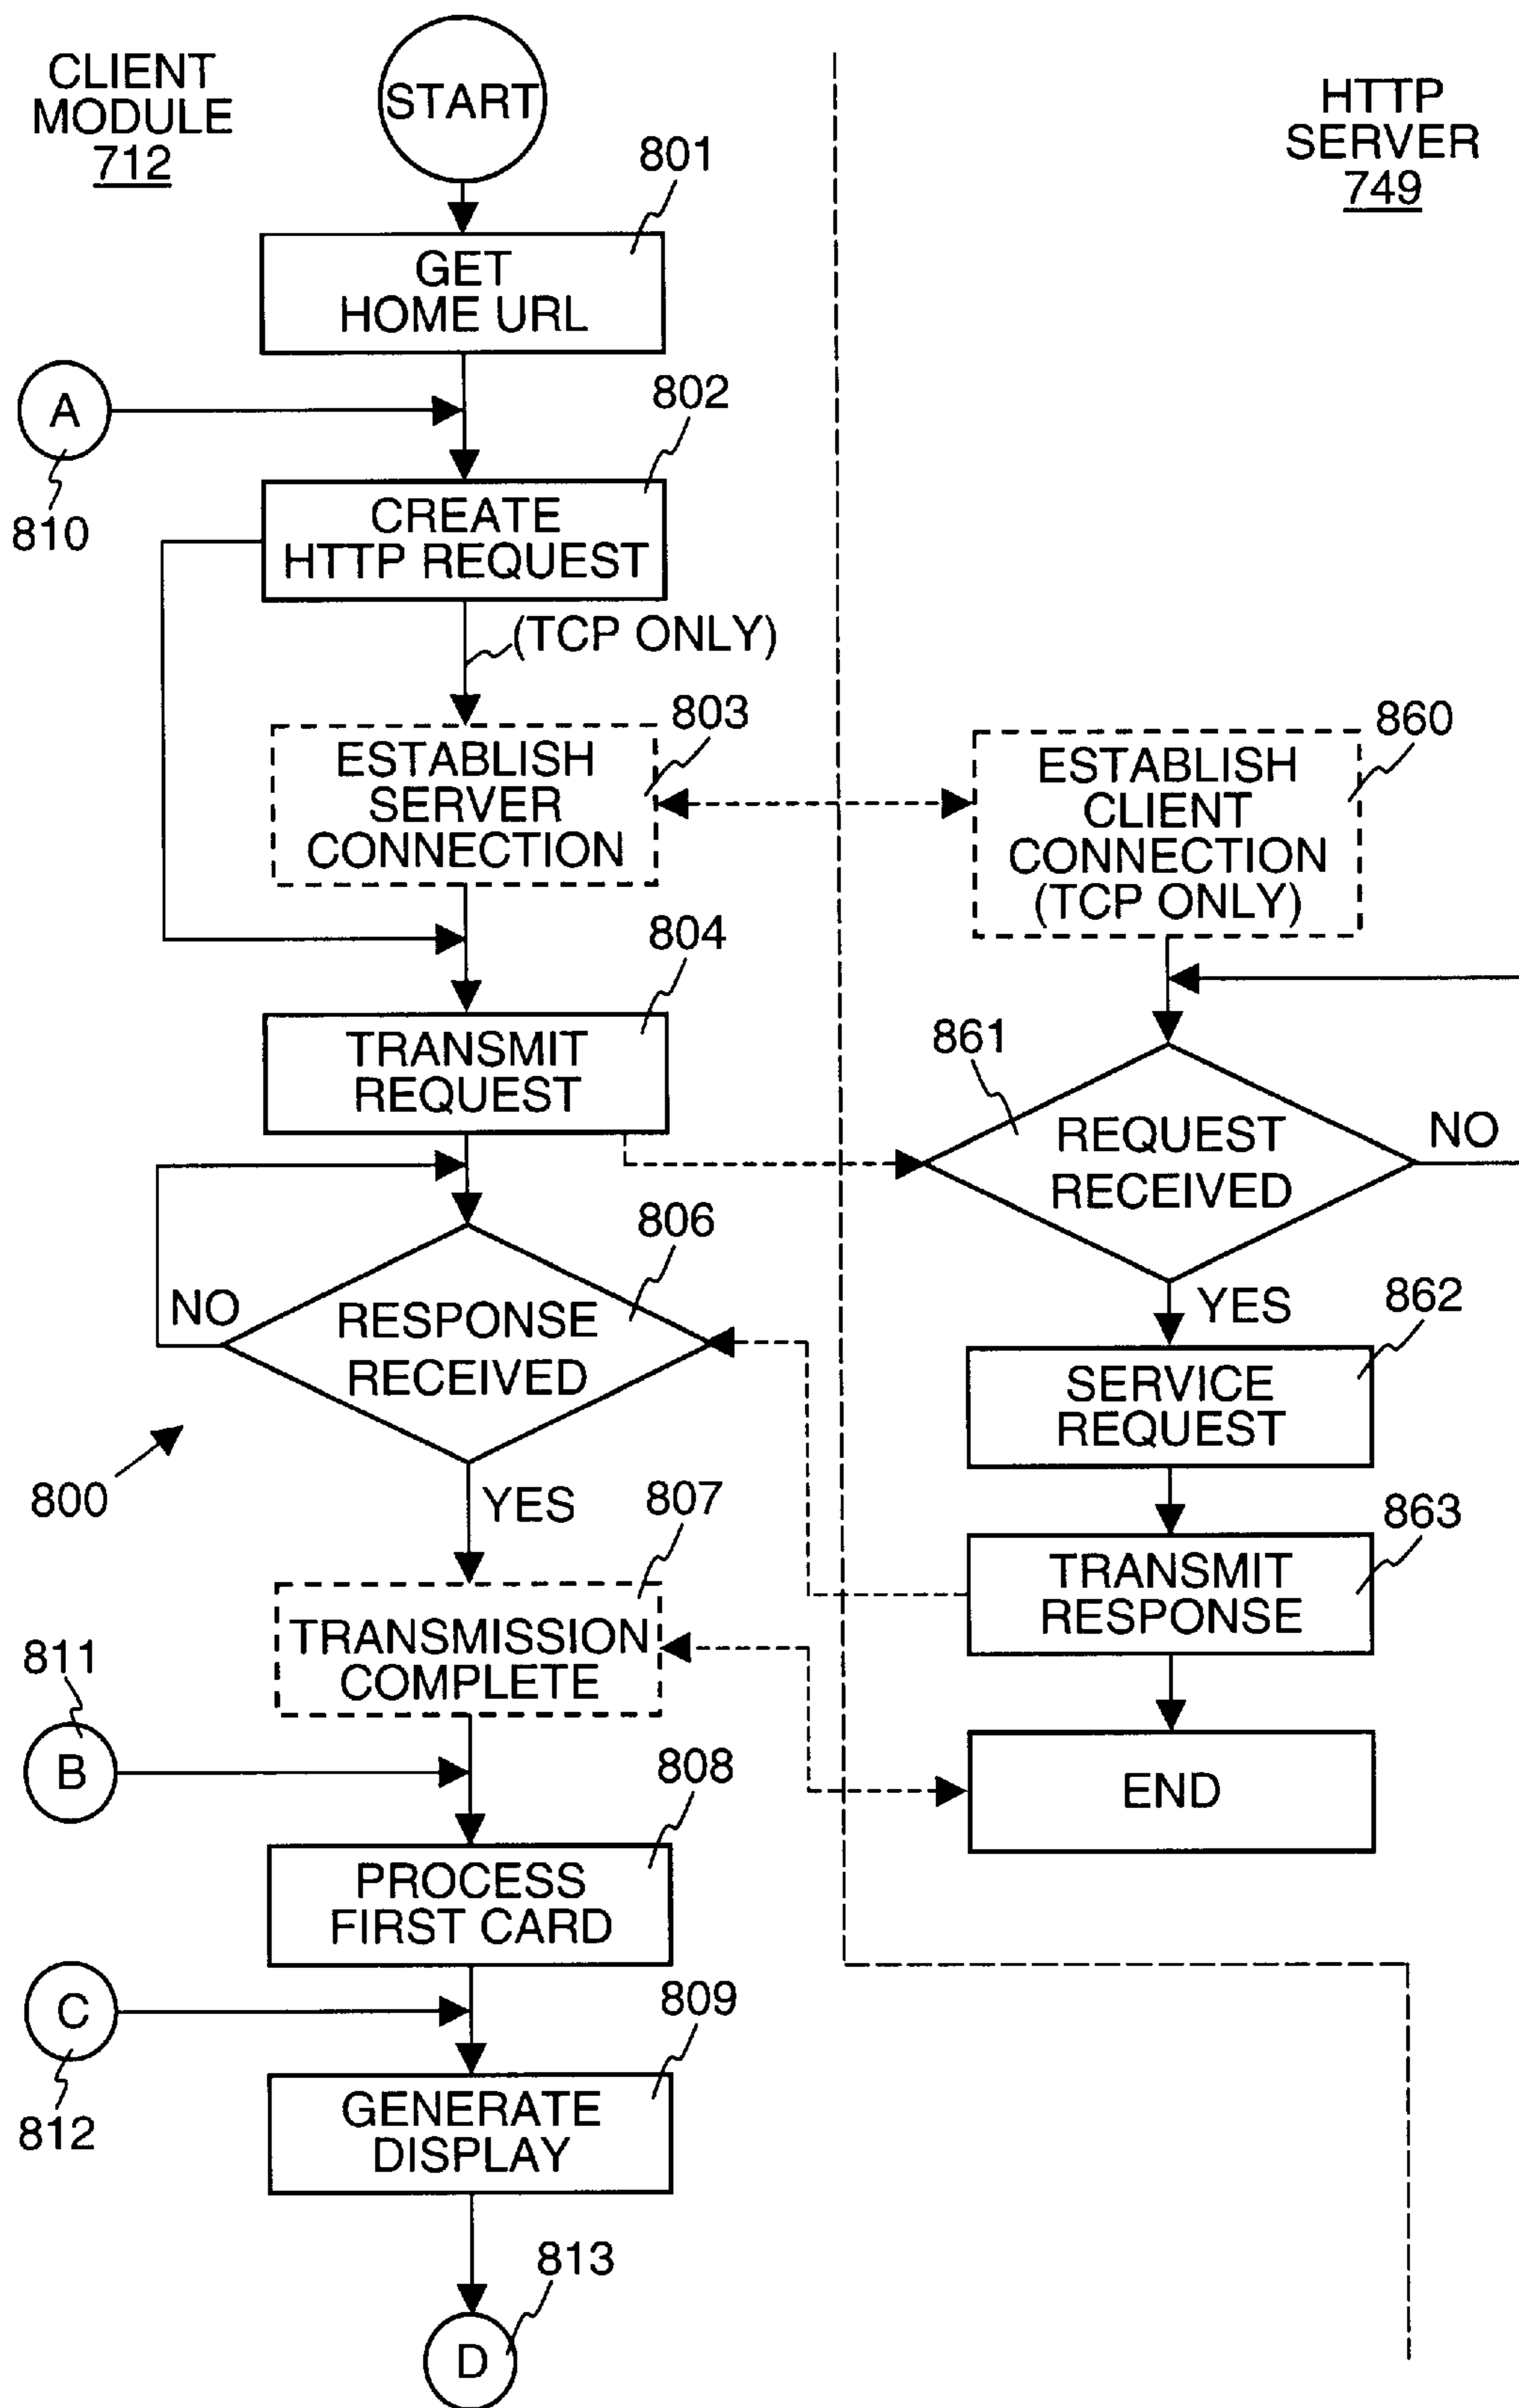 CLIENT
MODULE
712
START
HTTP
SERVER
749
801
GET
HOME URL
A
810
802
CREATE
HTTP REQUEST
(TCP ONLY)
803
ESTABLISH
SERVER
CONNECTION
860
ESTABLISH
CLIENT
CONNECTION
(TCP ONLY)
804
TRANSMIT
REQUEST
861
REQUEST
RECEIVED
NO
YES
806
RESPONSE
RECEIVED
NO
YES
800
862
SERVICE
REQUEST
863
TRANSMIT
RESPONSE
807
TRANSMISSION
COMPLETE
END
811
B
808
PROCESS
FIRST CARD
C
812
809
GENERATE
DISPLAY
813
D